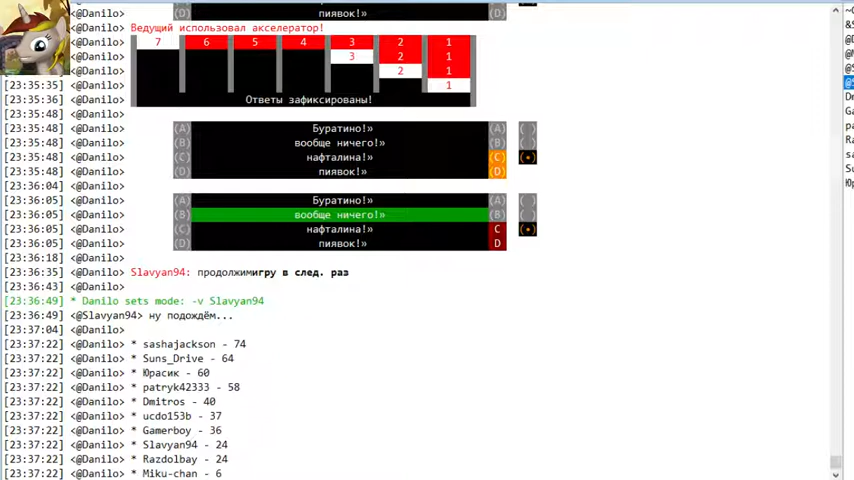 <@Danilo> (D) пиявок!» (D)
<@Danilo> Ведущий использовал акселератор!
<@Danilo> 7 6 5 4 3 2 1
<@Danilo> 3 2 1
<@Danilo> 2 1
[23:35:35] <@Danilo> 1
[23:35:36] <@Danilo> Ответы зафиксированы!
[23:35:48] <@Danilo>
[23:35:48] <@Danilo> (A) Буратино!» (A) ( )
[23:35:48] <@Danilo> (B) вообще ничего!» (B) ( )
[23:35:48] <@Danilo> (C) нафталина!» (C) (•)
[23:35:48] <@Danilo> (D) пиявок!» (D)
[23:36:04] <@Danilo>
[23:36:05] <@Danilo> (A) Буратино!» (A) ( )
[23:36:05] <@Danilo> (B) вообще ничего!» (B) ( )
[23:36:05] <@Danilo> (C) нафталина!» C (•)
[23:36:05] <@Danilo> (D) пиявок!» D
[23:36:18] <@Danilo>
[23:36:35] <@Danilo> Slavyan94: продолжимигру в след. раз
[23:36:43] <@Danilo>
[23:36:49] * Danilo sets mode: -v Slavyan94
[23:36:49] <@Slavyan94> ну подождём...
[23:37:04] <@Danilo>
[23:37:22] <@Danilo> * sashajackson - 74
[23:37:22] <@Danilo> * Suns_Drive - 64
[23:37:22] <@Danilo> * Юрасик - 60
[23:37:22] <@Danilo> * patryk42333 - 58
[23:37:22] <@Danilo> * Dmitros - 40
[23:37:22] <@Danilo> * ucdo153b - 37
[23:37:22] <@Danilo> * Gamerboy - 36
[23:37:22] <@Danilo> * Slavyan94 - 24
[23:37:22] <@Danilo> * Razdolbay - 24
[23:37:22] <@Danilo> * Miku-chan - 6